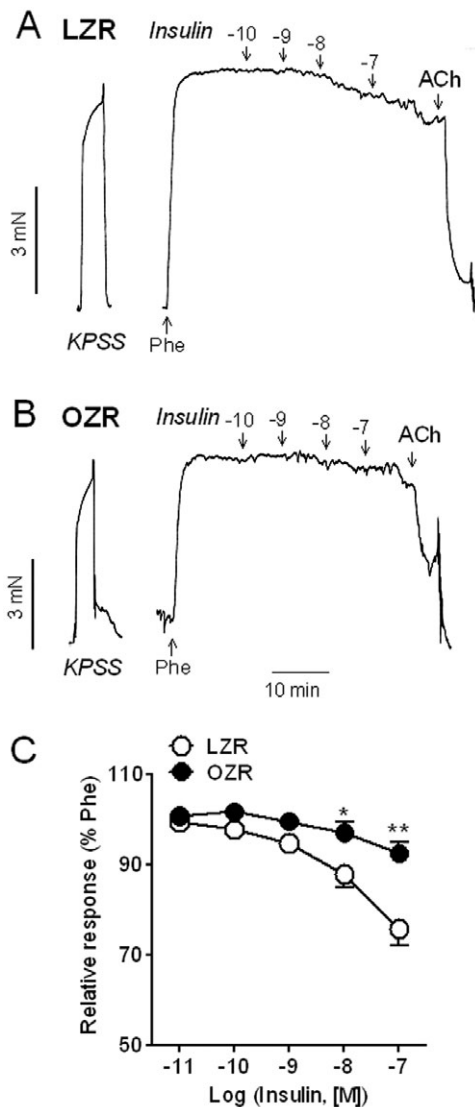 A LZR
Insulin
-10 -9 -8 -7
ACh
3 mN
KPSS
Phe
B OZR
Insulin
-10 -9 -8 -7
ACh
3 mN
KPSS
Phe
10 min
C
LZR
OZR
Relative response (% Phe)
110
90
70
50
* **
-11 -10 -9 -8 -7
Log (Insulin, [M])